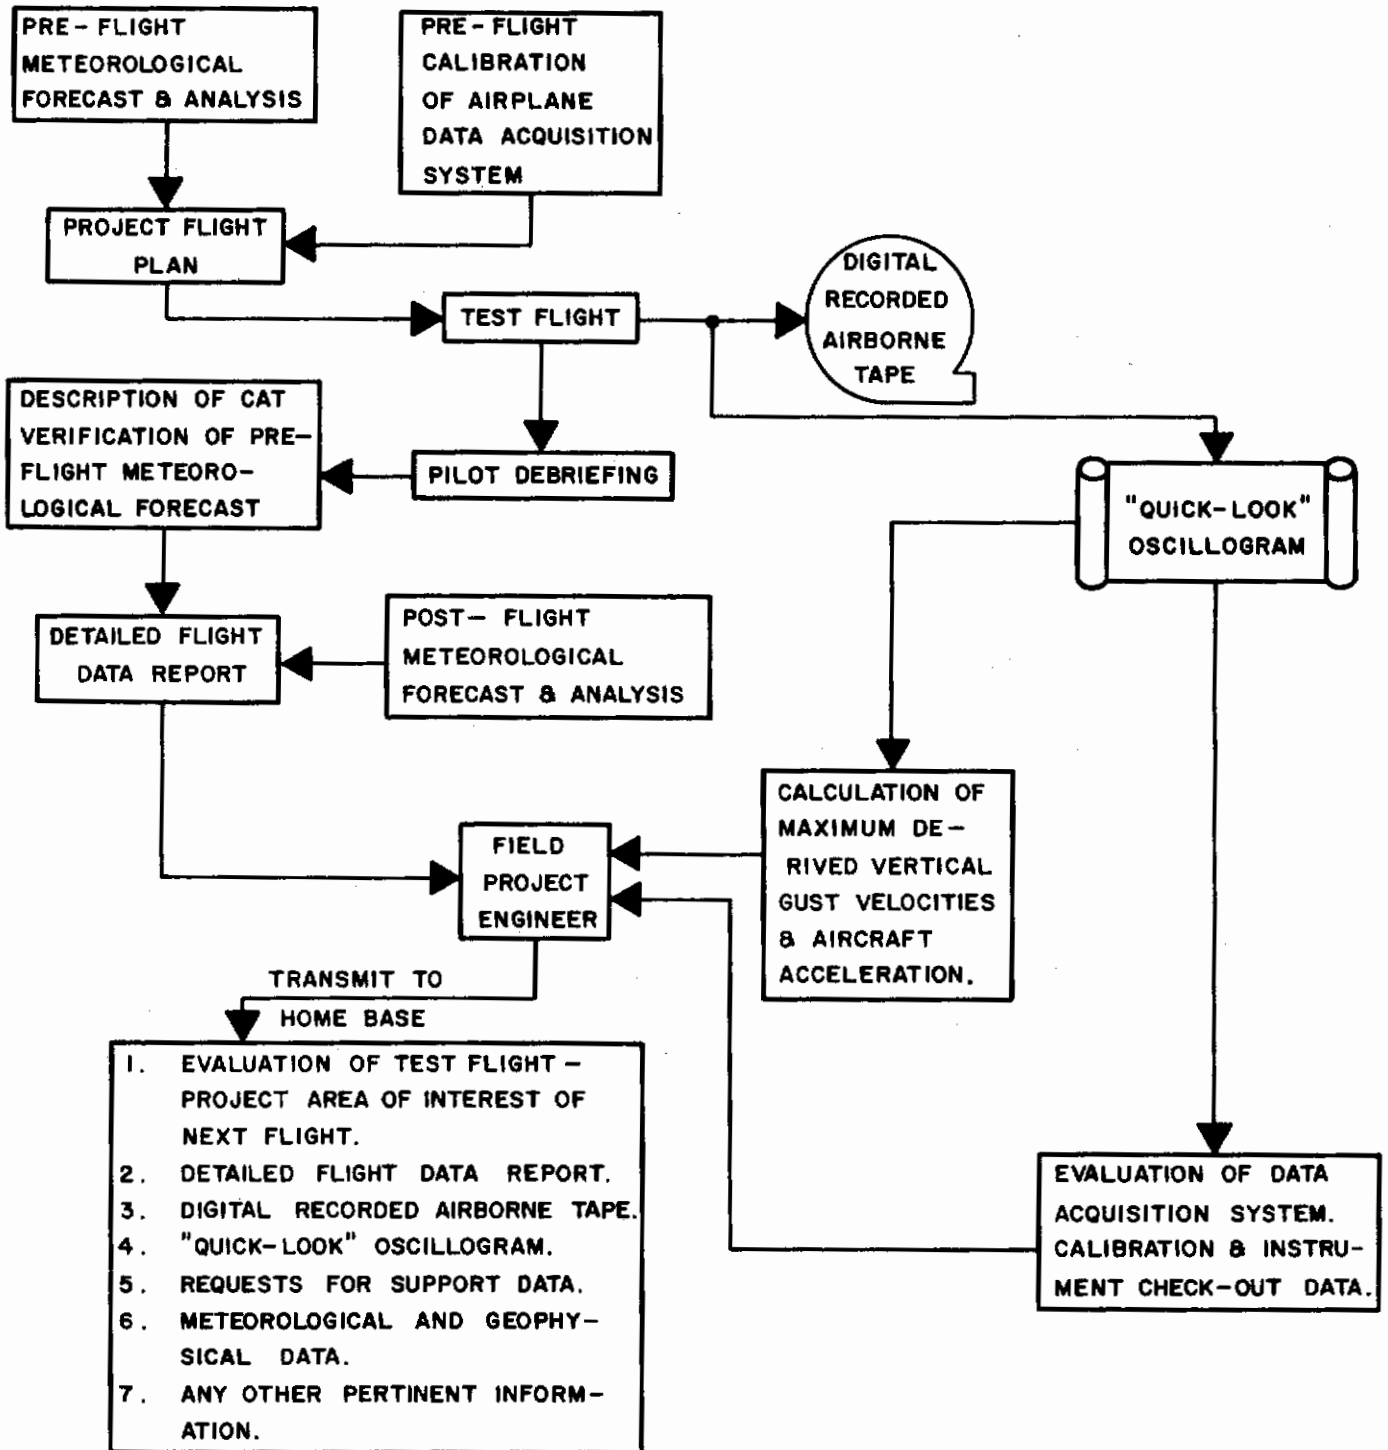 PRE-FLIGHT
METEOROLOGICAL
FORECAST & ANALYSIS
PRE-FLIGHT
CALIBRATION
OF AIRPLANE
DATA ACQUISITION
SYSTEM
PROJECT FLIGHT
PLAN
TEST FLIGHT
DIGITAL
RECORDED
AIRBORNE
TAPE
DESCRIPTION OF CAT
VERIFICATION OF PRE-
FLIGHT METEORO-
LOGICAL FORECAST
PILOT DEBRIEFING
"QUICK-LOOK"
OSCILLOGRAM
DETAILED FLIGHT
DATA REPORT
POST- FLIGHT
METEOROLOGICAL
FORECAST & ANALYSIS
CALCULATION OF
MAXIMUM DE-
RIVED VERTICAL
GUST VELOCITIES
& AIRCRAFT
ACCELERATION.
FIELD
PROJECT
ENGINEER
TRANSMIT TO
HOME BASE
1. EVALUATION OF TEST FLIGHT -
PROJECT AREA OF INTEREST OF
NEXT FLIGHT.
2. DETAILED FLIGHT DATA REPORT.
3. DIGITAL RECORDED AIRBORNE TAPE.
4. "QUICK-LOOK" OSCILLOGRAM.
5. REQUESTS FOR SUPPORT DATA.
6. METEOROLOGICAL AND GEOPHY-
SICAL DATA.
7. ANY OTHER PERTINENT INFORM-
ATION.
EVALUATION OF DATA
ACQUISITION SYSTEM.
CALIBRATION & INSTRU-
MENT CHECK-OUT DATA.